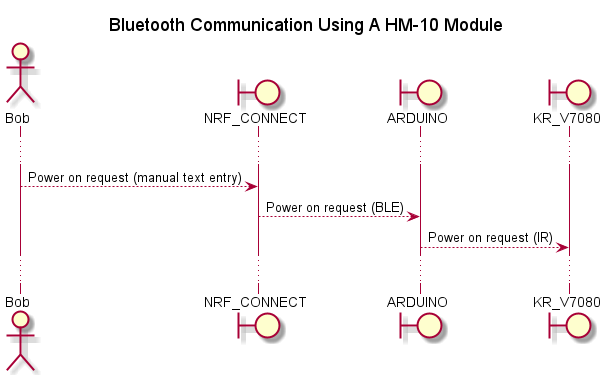 Bluetooth Communication Using A HM-10 Module
Bob
NRF_CONNECT
ARDUINO
KR_V7080
Power on request (manual text entry)
Power on request (BLE)
Power on request (IR)
Bob
NRF_CONNECT
ARDUINO
KR_V7080